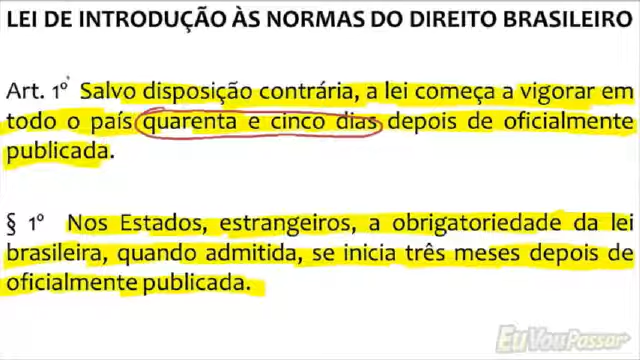 LEI DE INTRODUÇÃO ÀS NORMAS DO DIREITO BRASILEIRO
Art. 1º Salvo disposição contrária, a lei começa a vigorar em
todo o país quarenta e cinco dias depois de oficialmente
publicada.
§ 1º Nos Estados, estrangeiros, a obrigatoriedade da lei
brasileira, quando admitida, se inicia três meses depois de
oficialmente publicada.
EuVouPassar